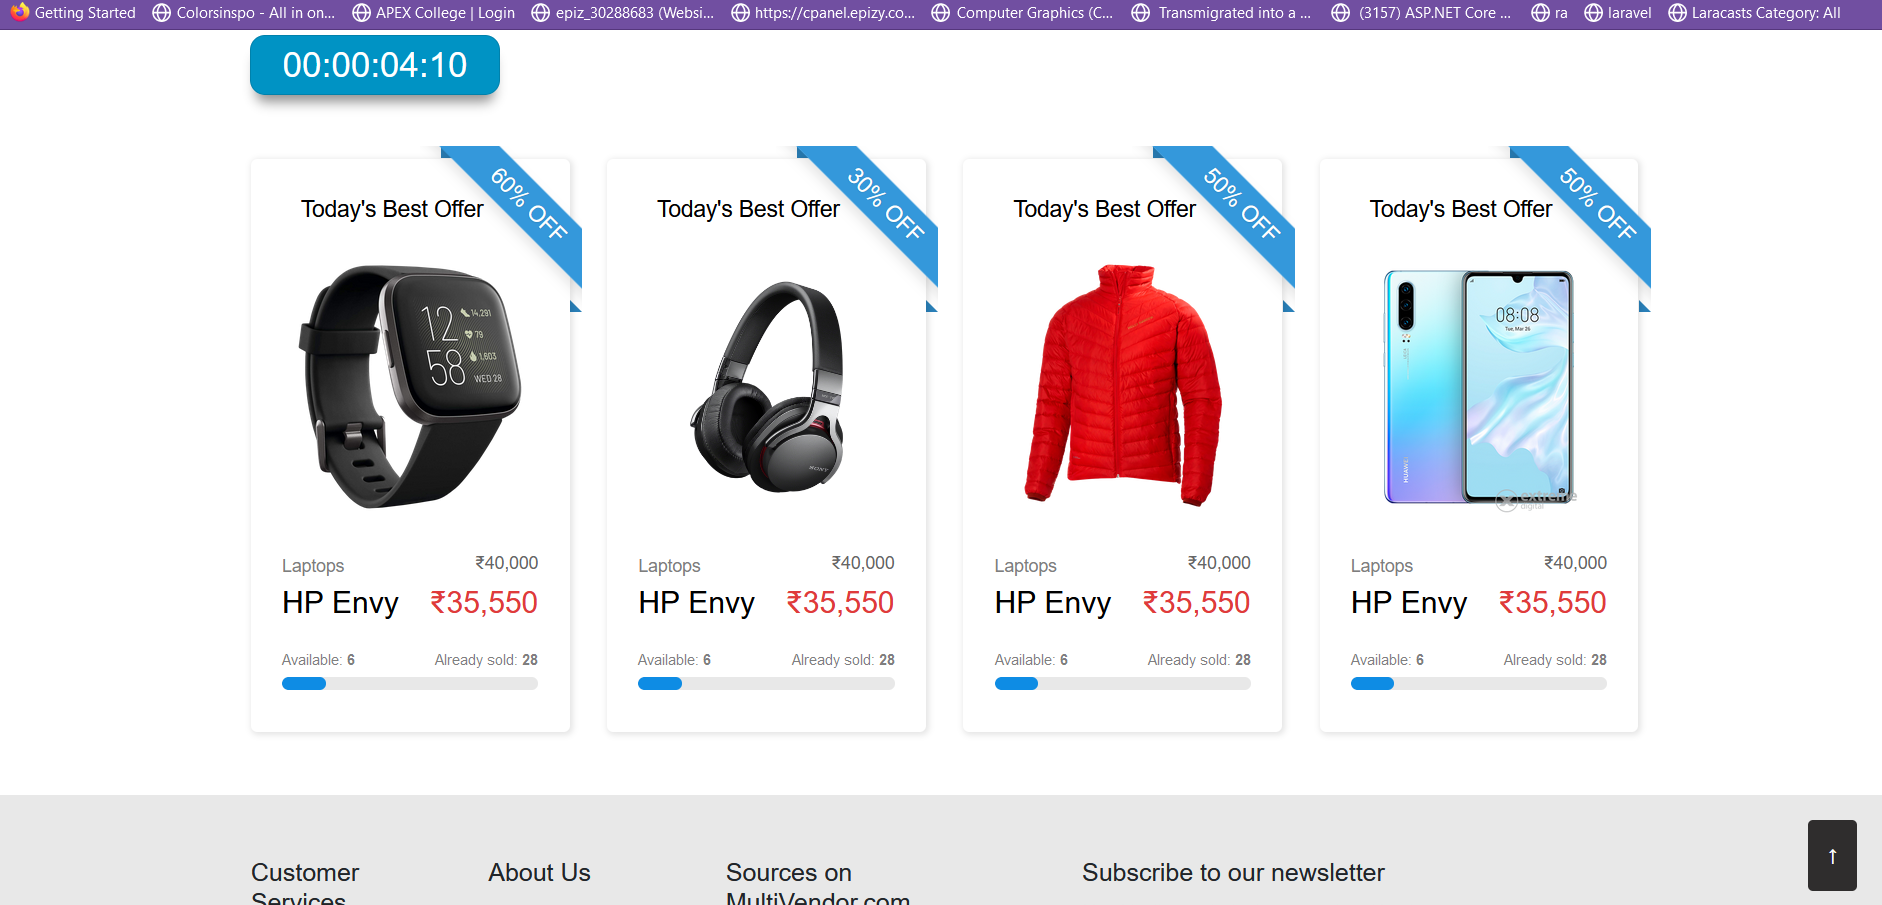 Getting Started Colorsinspo - All in on... APEX College | Login epiz_30288683 (Websi... https://cpanel.epizy.co... Computer Graphics (C... Transmigrated into a ... (3157) ASP.NET Core ... ra laravel Laracasts Category: All
00:00:04:10
60% OFF
Today's Best Offer
12 14,291
79
58 1,603
WED 28
Laptops ₹40,000
HP Envy ₹35,550
Available: 6 Already sold: 28
30% OFF
Today's Best Offer
SONY
Laptops ₹40,000
HP Envy ₹35,550
Available: 6 Already sold: 28
50% OFF
Today's Best Offer
Laptops ₹40,000
HP Envy ₹35,550
Available: 6 Already sold: 28
50% OFF
Today's Best Offer
08:08
Tue, Mar 26
HUAWEI
extreme
digital
Laptops ₹40,000
HP Envy ₹35,550
Available: 6 Already sold: 28
Customer
Services
About Us
Sources on
MultiVendor.com
Subscribe to our newsletter
↑